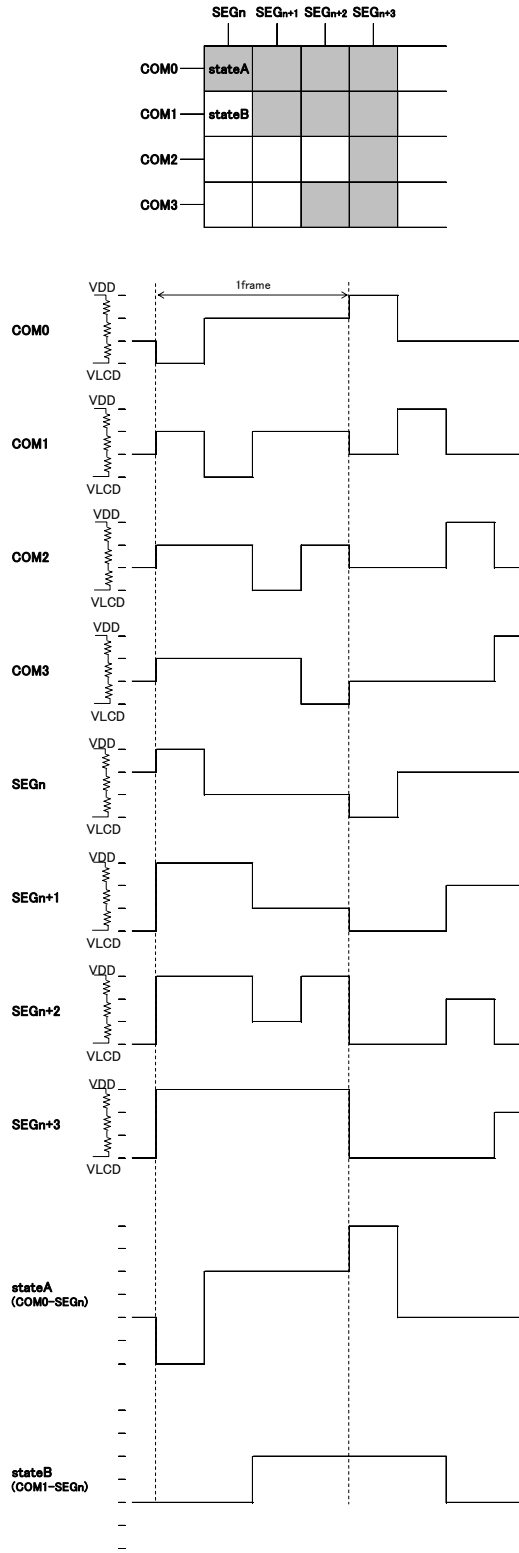 SEGn SEGn+1 SEGn+2 SEGn+3
COM0 stateA
COM1 stateB
COM2
COM3
VDD
1frame
COM0
VLCD
VDD
COM1
VLCD
VDD
COM2
VLCD
VDD
COM3
VLCD
VDD
SEGn
VLCD
VDD
SEGn+1
VLCD
VDD
SEGn+2
VLCD
VDD
SEGn+3
VLCD
stateA
(COM0-SEGn)
stateB
(COM1-SEGn)